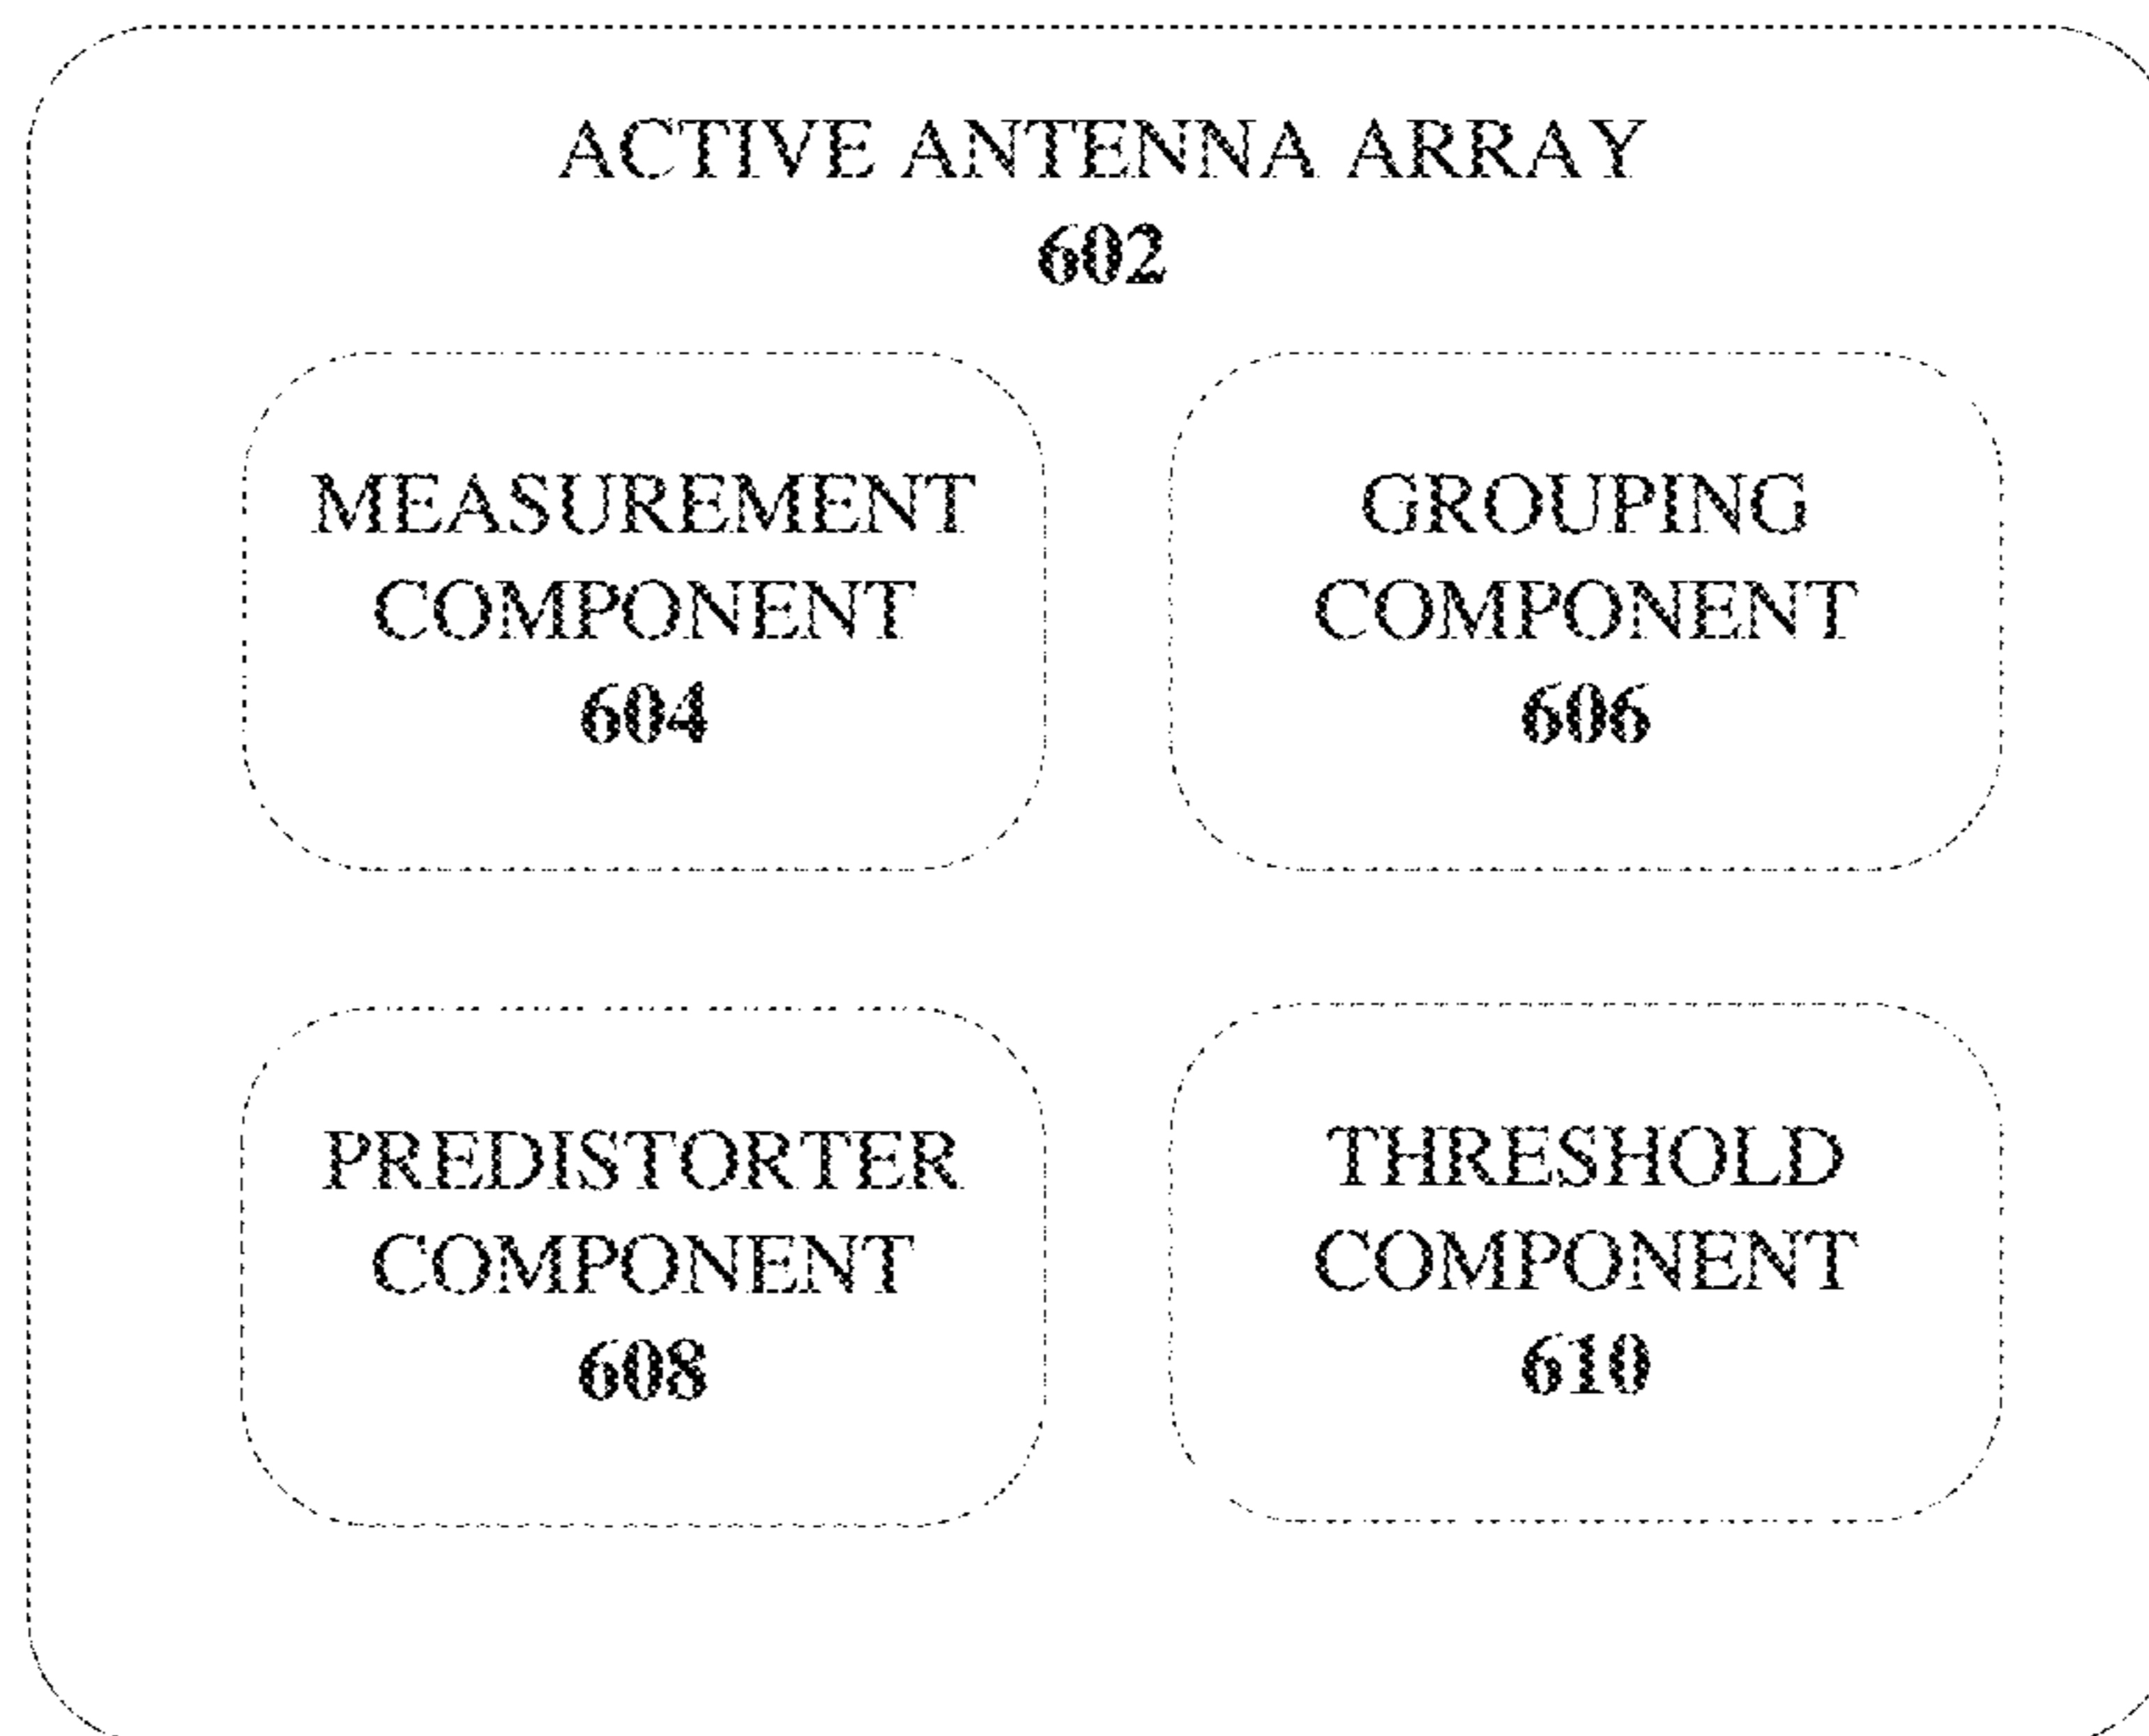 ACTIVE ANTENNA ARRAY
602
MEASUREMENT
COMPONENT
604
GROUPING
COMPONENT
606
PREDISTORTER
COMPONENT
608
THRESHOLD
COMPONENT
610